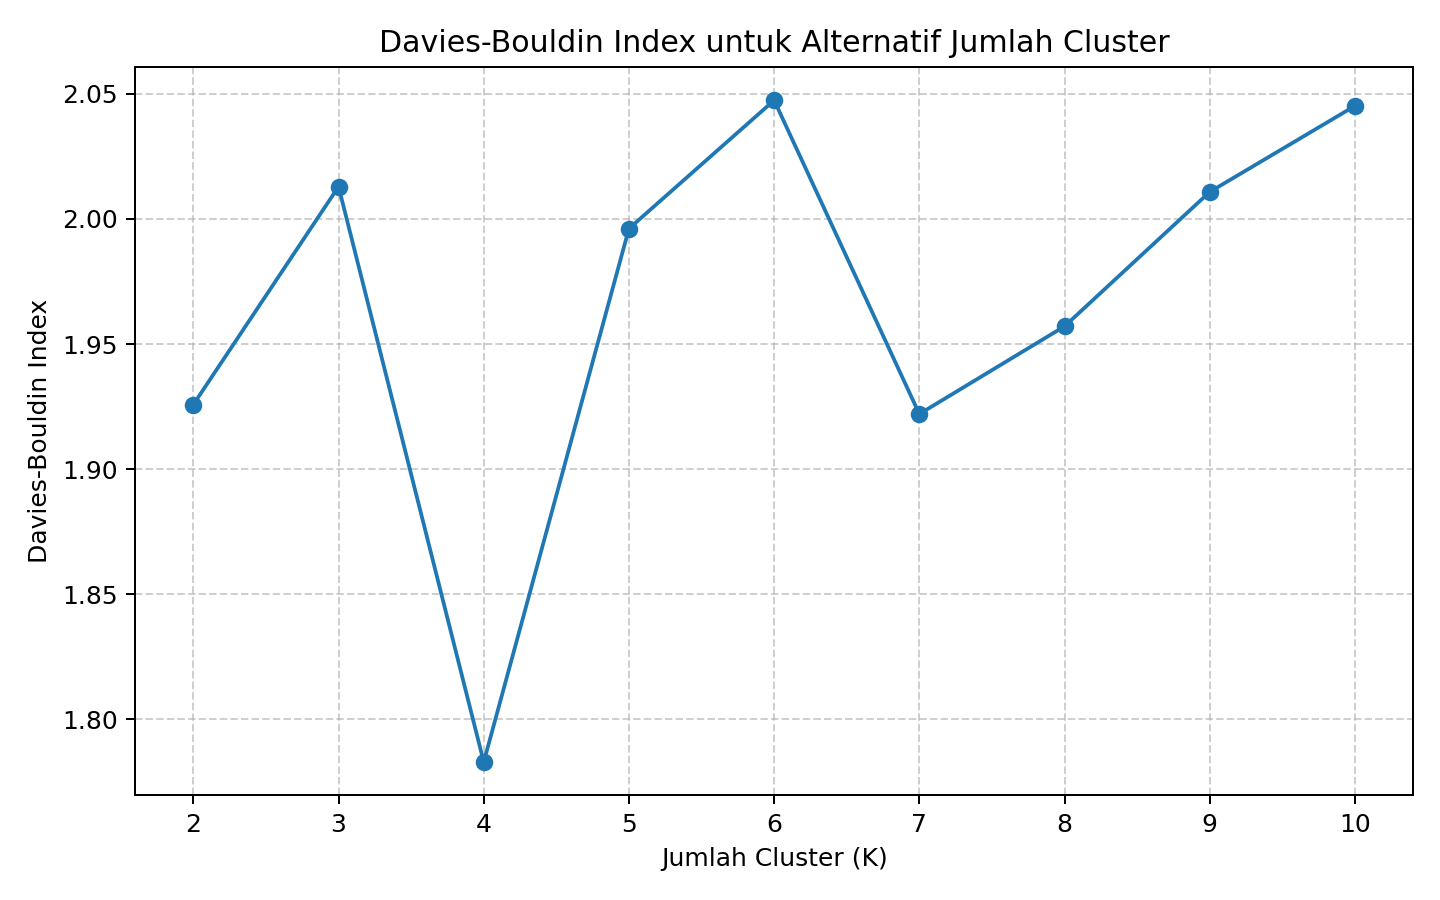 Davies-Bouldin Index untuk Alternatif Jumlah Cluster
Davies-Bouldin Index
2.05
2.00
1.95
1.90
1.85
1.80
2 3 4 5 6 7 8 9 10
Jumlah Cluster (K)